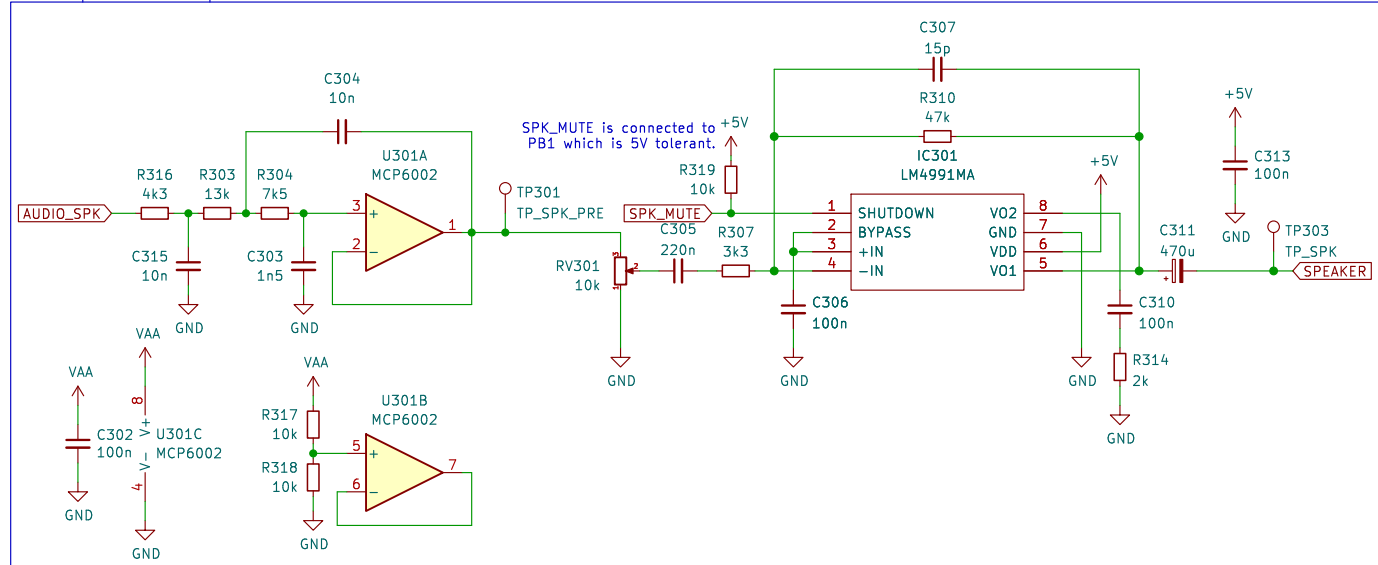 C307
15p
R310
47k
C304
10n
SPK_MUTE is connected to
PB1 which is 5V tolerant.
+5V
+5V
U301A
MCP6002
IC301
LM4991MA
+5V
C313
100n
GND
R316
4k3
R303
13k
R304
7k5
R319
10k
AUDIO_SPK
3
+
1
2
−
TP301
TP_SPK_PRE
SPK_MUTE
1
SHUTDOWN
VO2
8
2
BYPASS
GND
7
3
+IN
VDD
6
4
-IN
VO1
5
C305
220n
R307
3k3
C311
470u
+
TP303
TP_SPK
SPEAKER
C315
10n
C303
1n5
RV301
10k
3
2
1
GND
GND
C306
100n
C310
100n
R314
2k
GND
GND
GND
GND
VAA
VAA
VAA
8
V+
V-
4
C302
100n
U301C
MCP6002
GND
GND
R317
10k
R318
10k
GND
U301B
MCP6002
5
+
6
−
7